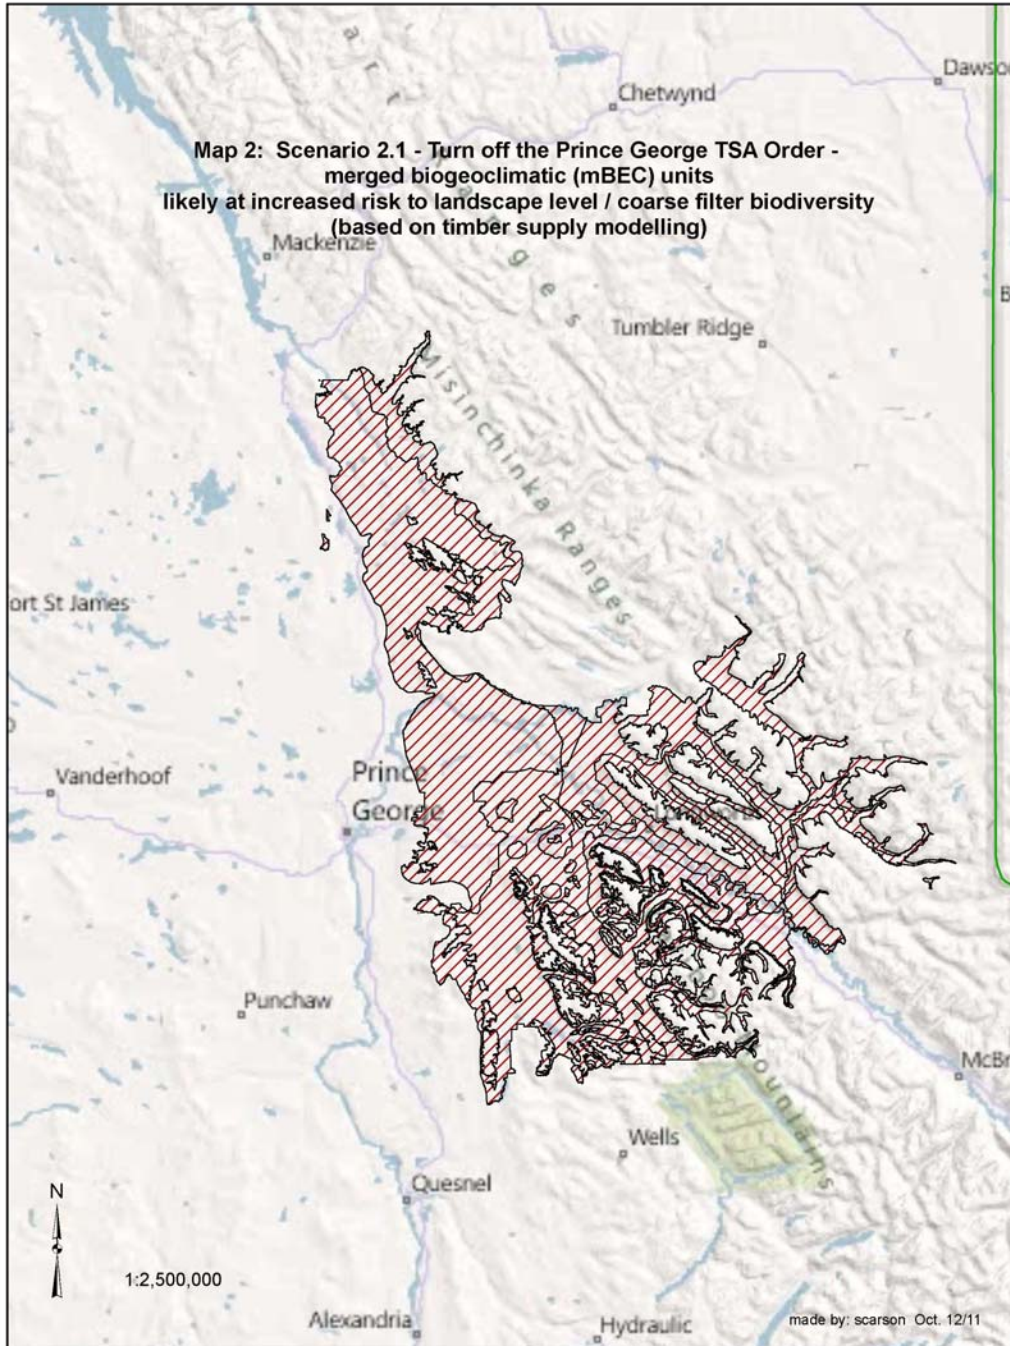 Chetwynd
Map 2: Scenario 2.1 - Turn off the Prince George TSA Order -
merged biogeoclimatic (mBEC) units
likely at increased risk to landscape level / coarse filter biodiversity
(based on timber supply modelling)
Mackenzie
Tumbler Ridge
Misinchinka Ranges
ort St James
Vanderhoof
Prince
George
Punchaw
Wells
Quesnel
N
1:2,500,000
Alexandria
Hydraulic
made by: scarson Oct. 12/11